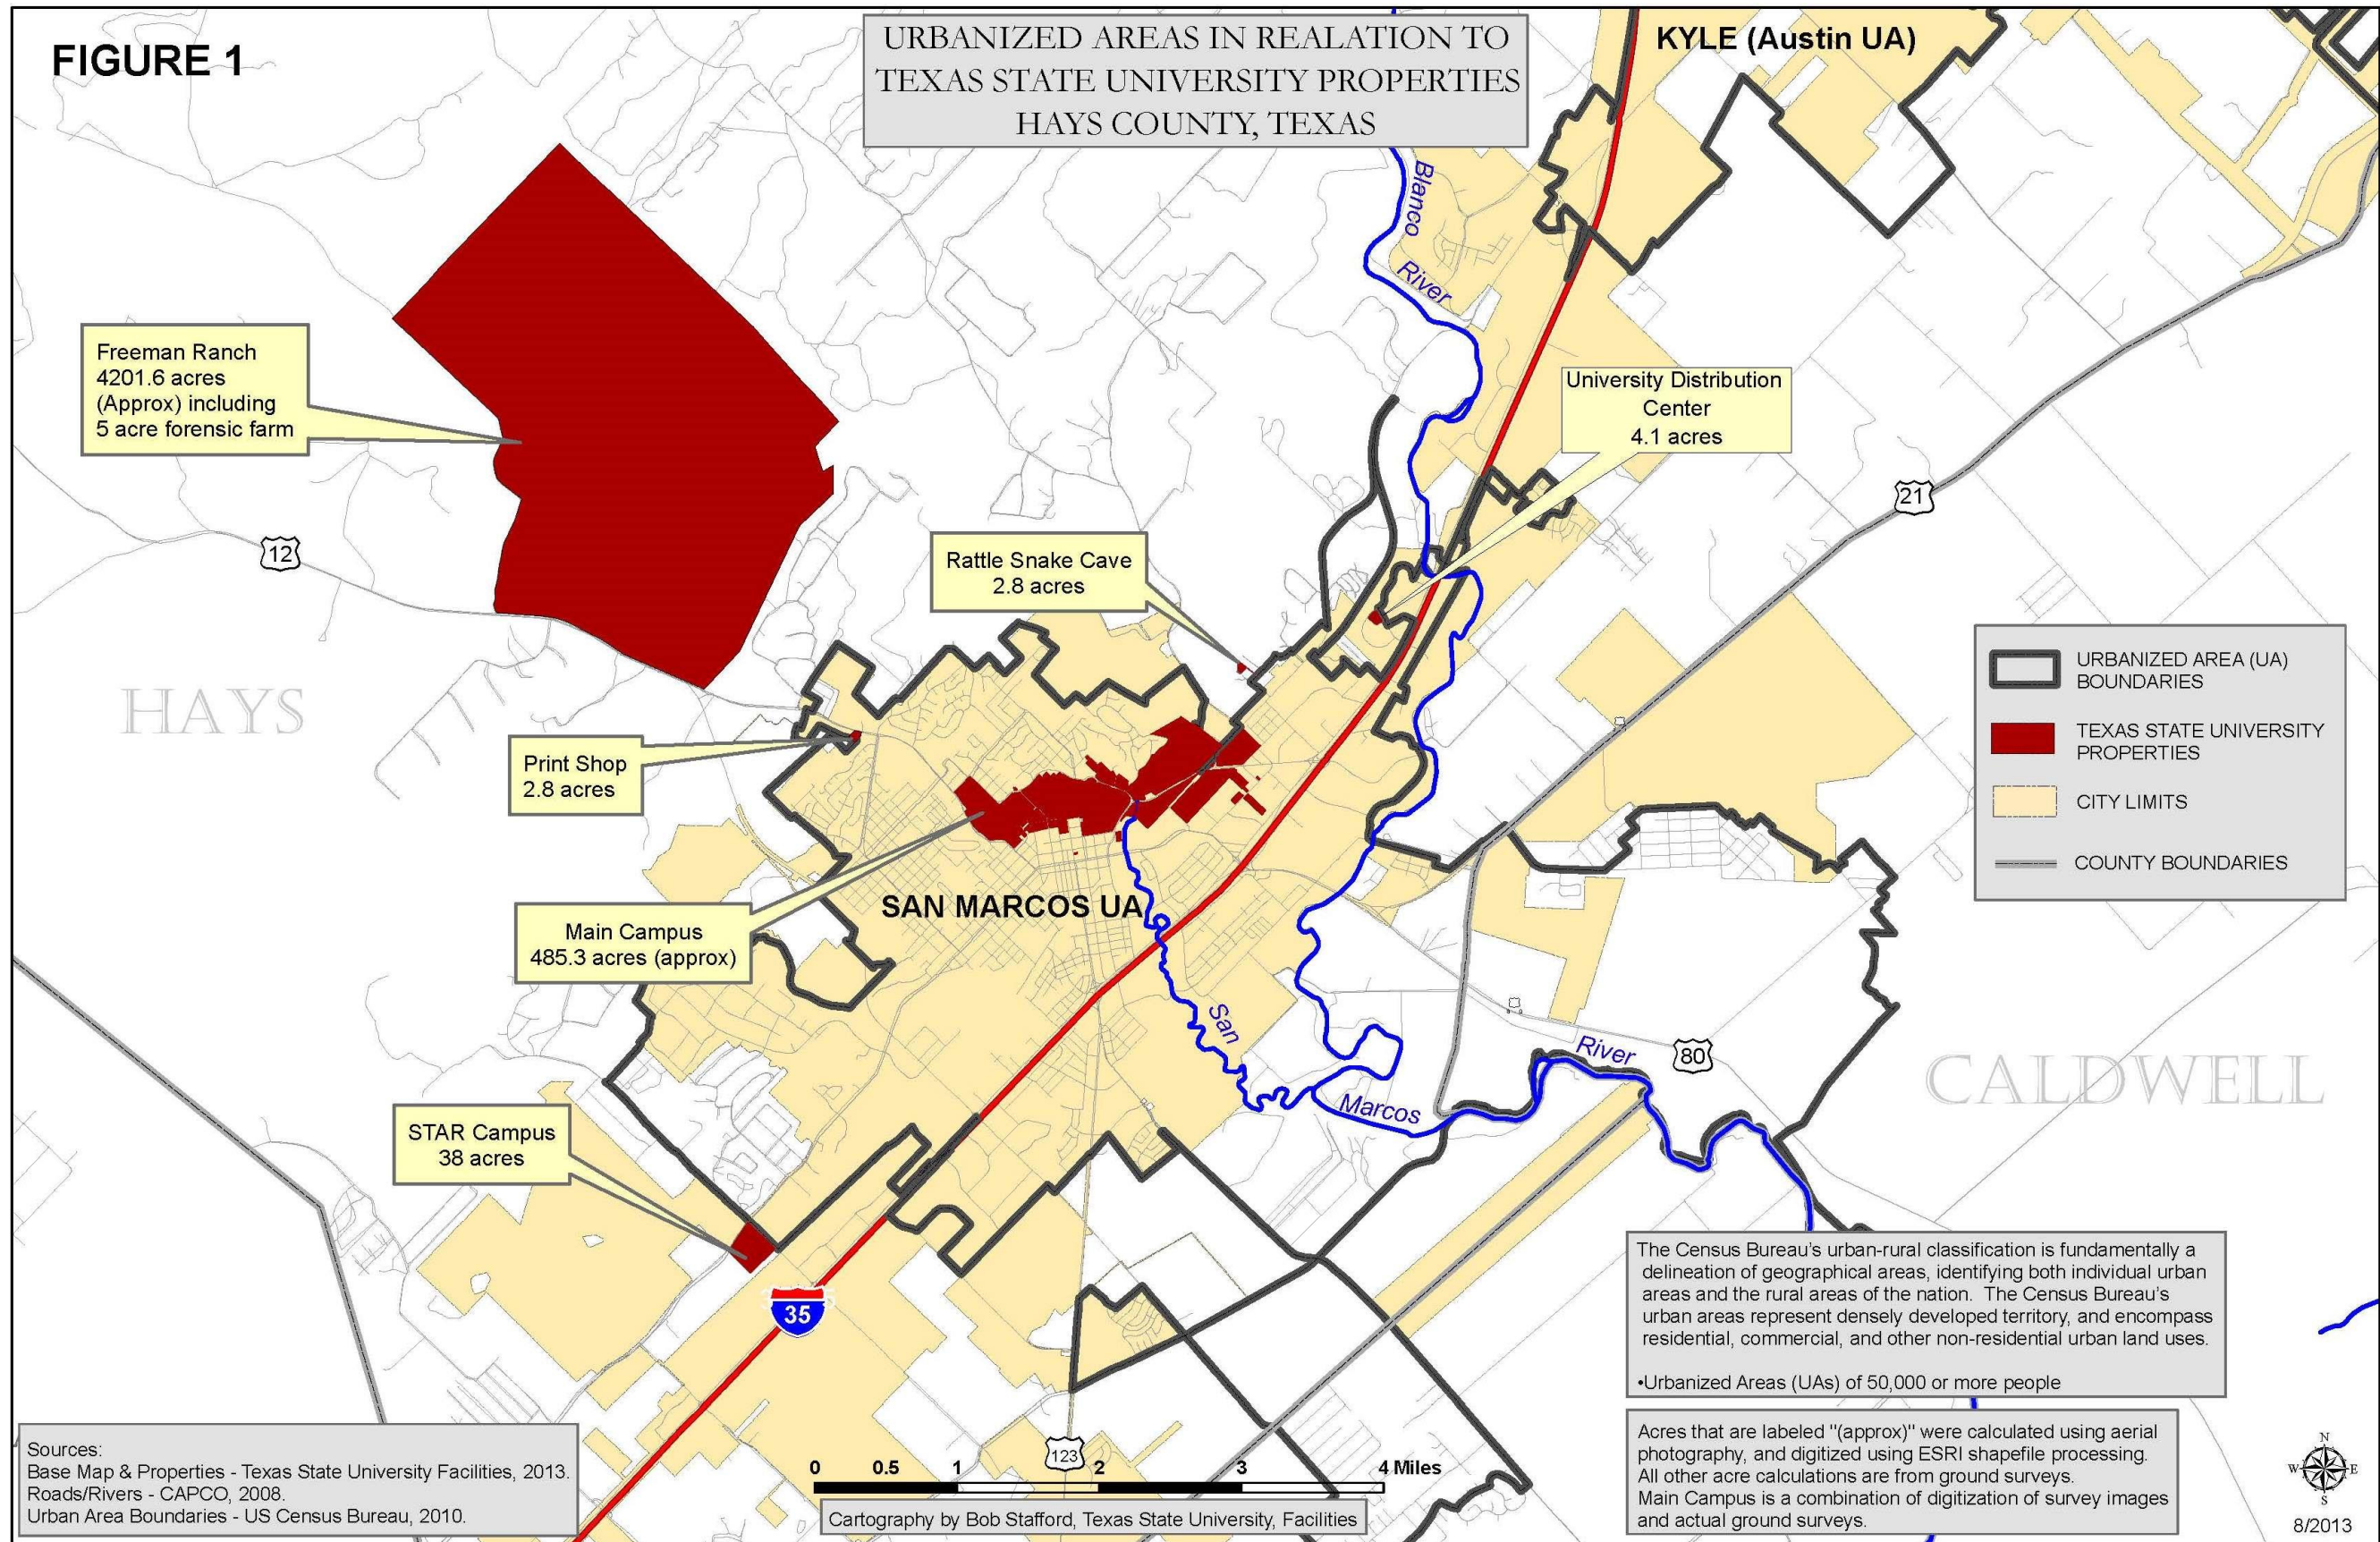 FIGURE 1
URBANIZED AREAS IN REALATION TO
TEXAS STATE UNIVERSITY PROPERTIES
HAYS COUNTY, TEXAS
KYLE (Austin UA)
Blanco
River
Freeman Ranch
4201.6 acres
(Approx) including
5 acre forensic farm
University Distribution
Center
4.1 acres
21
12
Rattle Snake Cave
2.8 acres
HAYS
Print Shop
2.8 acres
URBANIZED AREA (UA)
BOUNDARIES
TEXAS STATE UNIVERSITY
PROPERTIES
CITY LIMITS
COUNTY BOUNDARIES
SAN MARCOS UA
Main Campus
485.3 acres (approx)
San
Marcos
River
80
CALDWELL
STAR Campus
38 acres
35
123
The Census Bureau's urban-rural classification is fundamentally a
delineation of geographical areas, identifying both individual urban
areas and the rural areas of the nation. The Census Bureau's
urban areas represent densely developed territory, and encompass
residential, commercial, and other non-residential urban land uses.
•Urbanized Areas (UAs) of 50,000 or more people
Acres that are labeled "(approx)" were calculated using aerial
photography, and digitized using ESRI shapefile processing.
All other acre calculations are from ground surveys.
Main Campus is a combination of digitization of survey images
and actual ground surveys.
Sources:
Base Map & Properties - Texas State University Facilities, 2013.
Roads/Rivers - CAPCO, 2008.
Urban Area Boundaries - US Census Bureau, 2010.
0 0.5 1 2 3 4 Miles
Cartography by Bob Stafford, Texas State University, Facilities
N
W E
S
8/2013